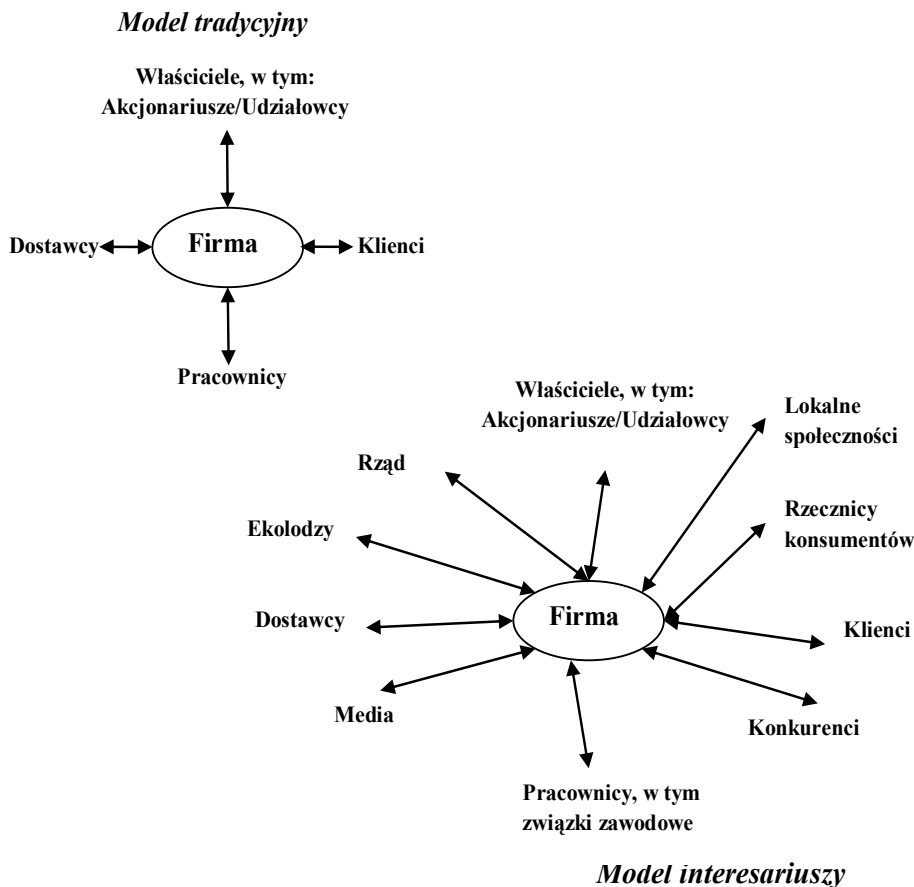 Model tradycyjny
Właściciele, w tym:
Akcjonariusze/Udziałowcy
Dostawcy
Firma
Klienci
Pracownicy
Właściciele, w tym:
Akcjonariusze/Udziałowcy
Lokalne
społeczności
Rząd
Rzecznicy
konsumentów
Ekolodzy
Dostawcy
Firma
Klienci
Media
Konkurenci
Pracownicy, w tym
związki zawodowe
Model interesariuszy